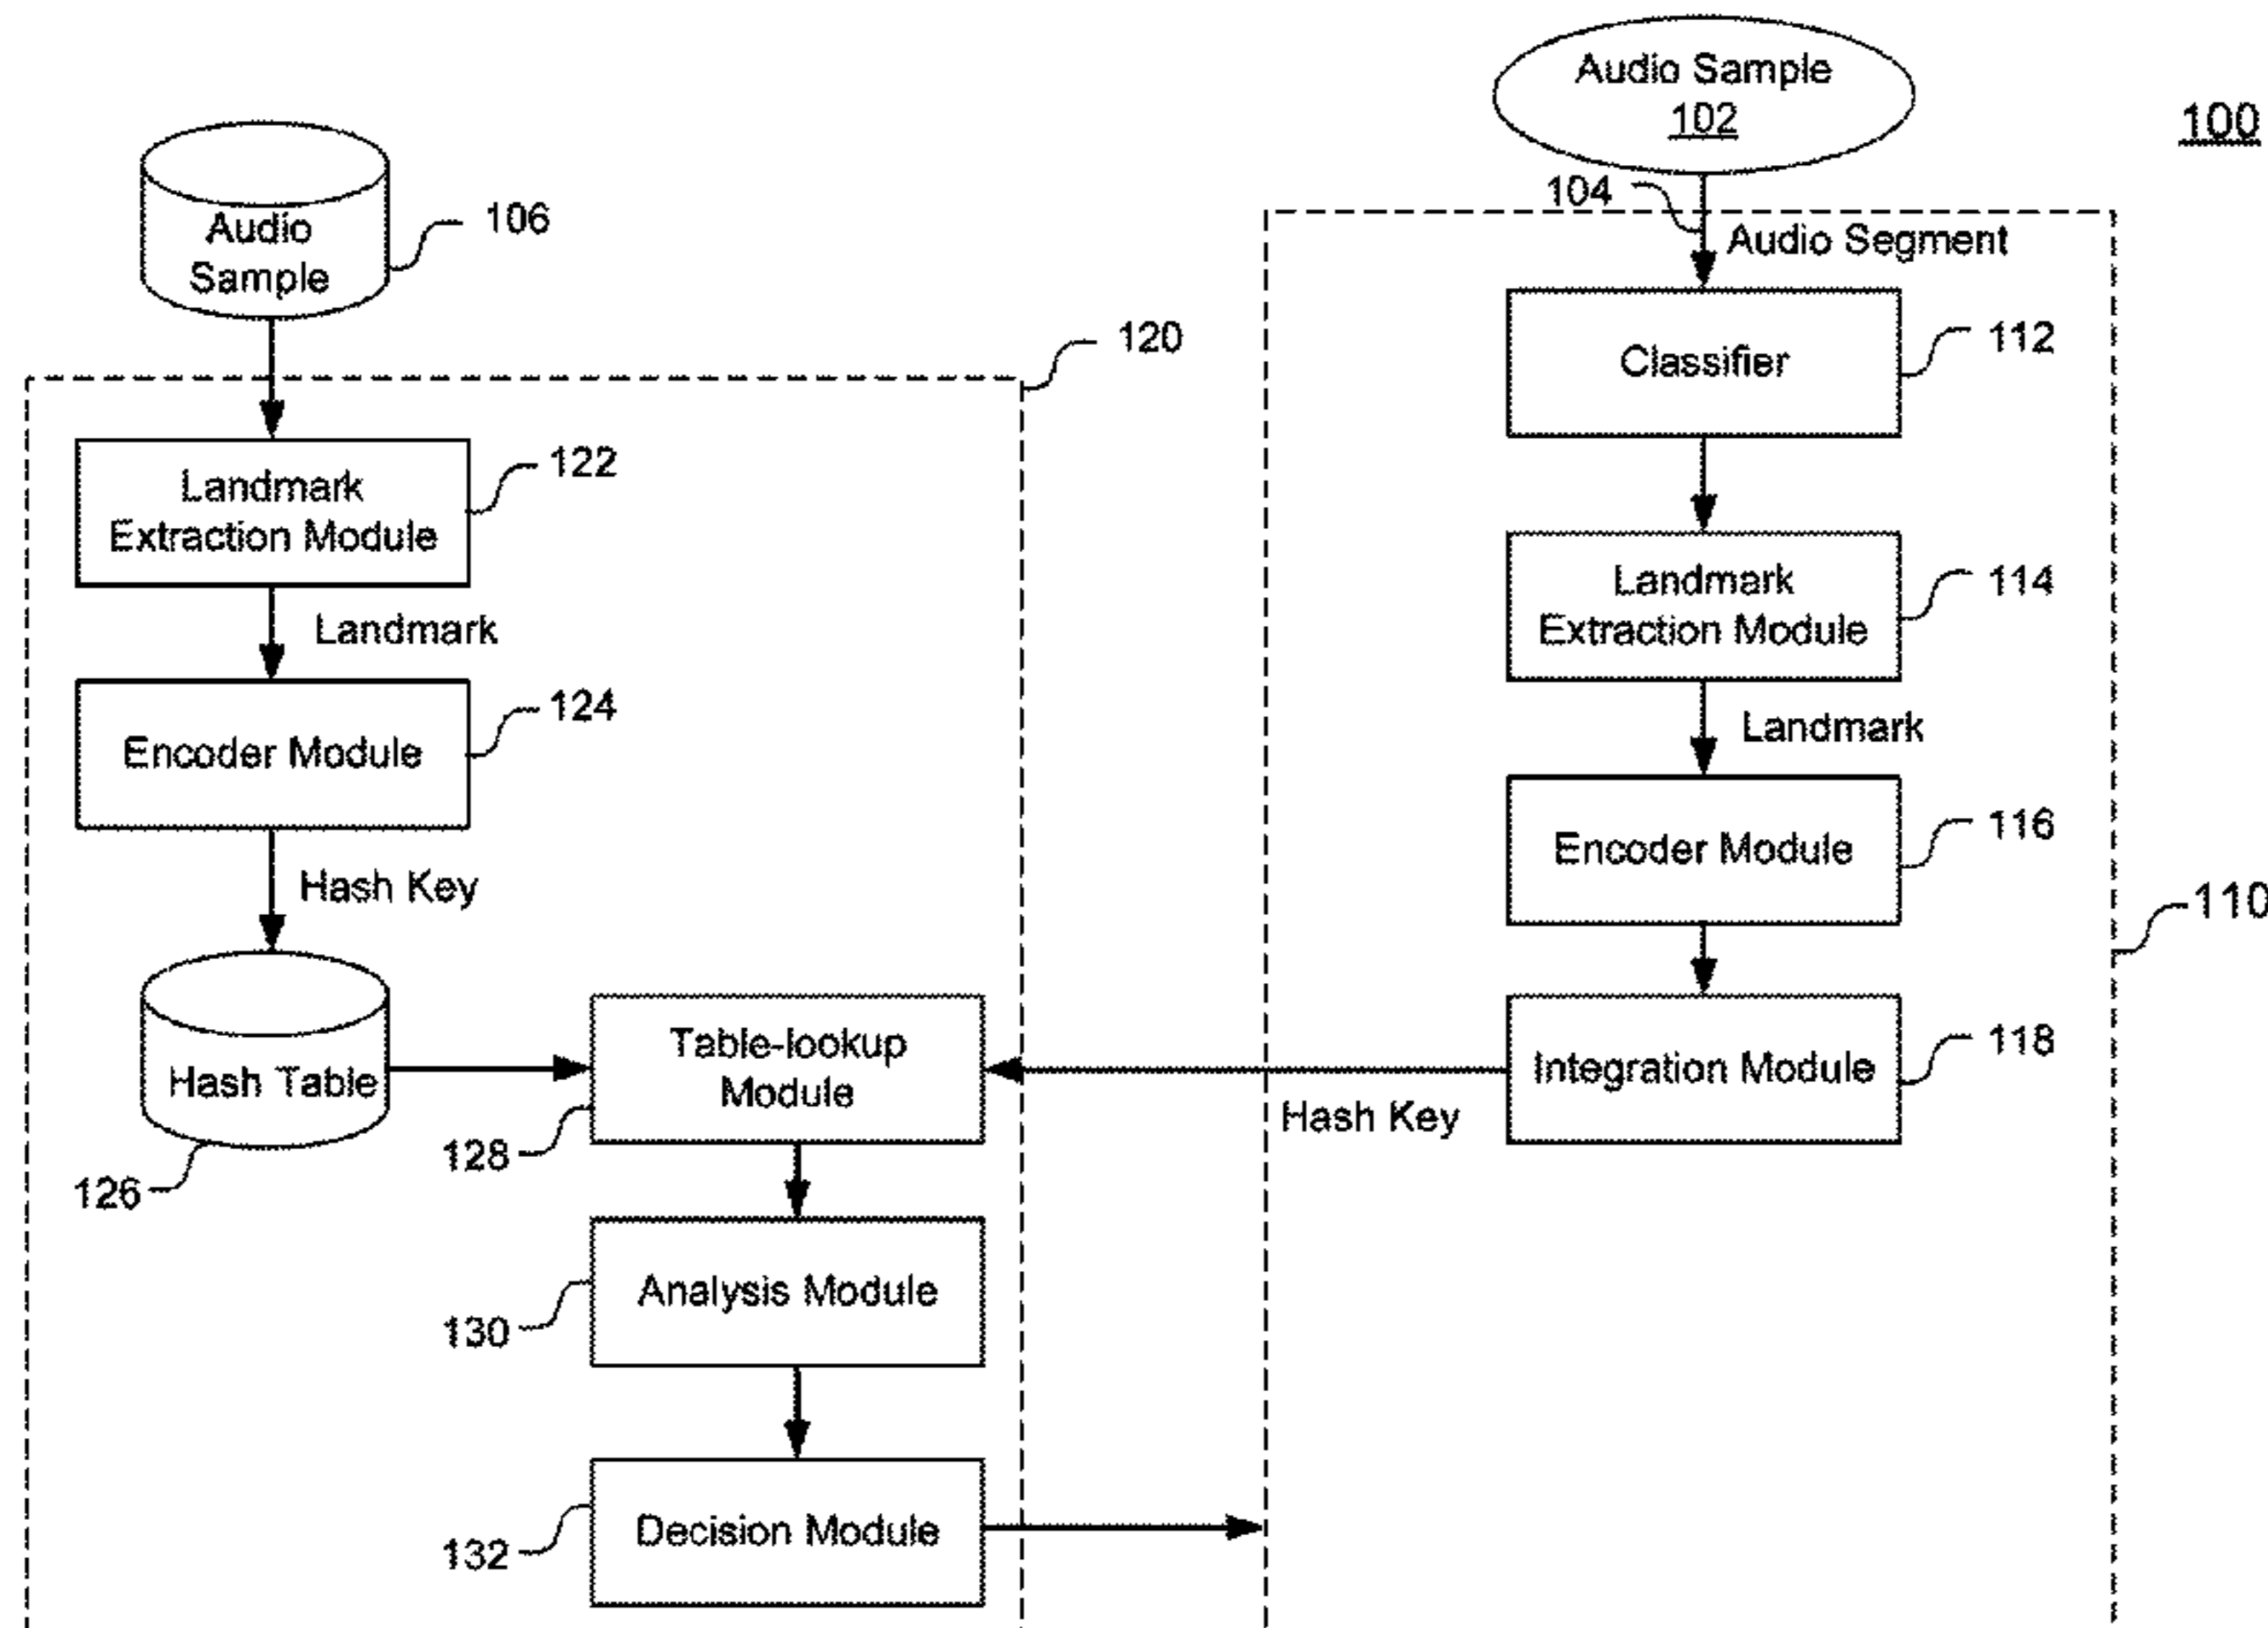 Audio Sample
102
100
104
Audio Segment
Audio
Sample
106
120
Classifier
112
Landmark
Extraction Module
122
Landmark
Extraction Module
114
Landmark
Landmark
Encoder Module
124
Encoder Module
116
Hash Key
110
Hash Table
126
Table-lookup
Module
128
Hash Key
Integration Module
118
Analysis Module
130
Decision Module
132